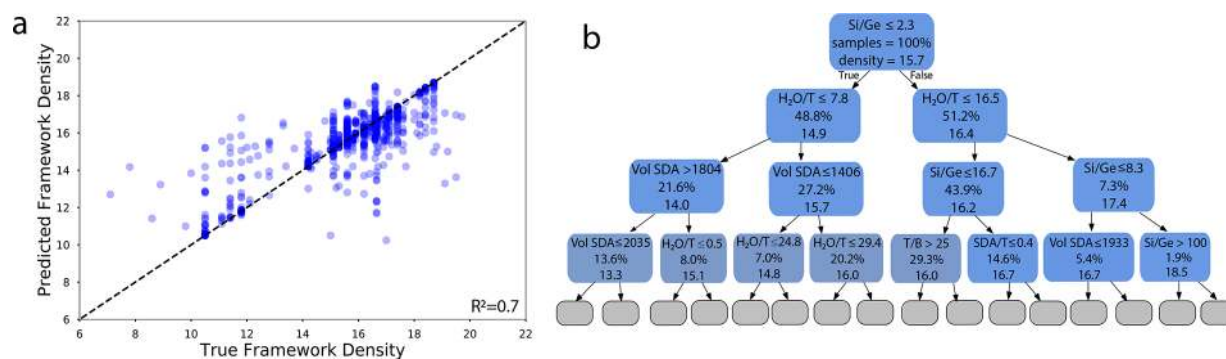 a
22
20
18
16
14
12
10
8
6
6
8
10
12
14
16
18
20
22
Predicted Framework Density
True Framework Density
R²=0.7
b
Si/Ge ≤ 2.3
samples = 100%
density = 15.7
True
False
H₂O/T ≤ 7.8
48.8%
14.9
H₂O/T ≤ 16.5
51.2%
16.4
Vol SDA >1804
21.6%
14.0
Vol SDA≤1406
27.2%
15.7
Si/Ge≤16.7
43.9%
16.2
Si/Ge≤8.3
7.3%
17.4
Vol SDA≤2035
13.6%
13.3
H₂O/T ≤0.5
8.0%
15.1
H₂O/T ≤24.8
7.0%
14.8
H₂O/T ≤29.4
20.2%
16.0
T/B > 25
29.3%
16.0
SDA/T≤0.4
14.6%
16.7
Vol SDA≤1933
5.4%
16.7
Si/Ge > 100
1.9%
18.5